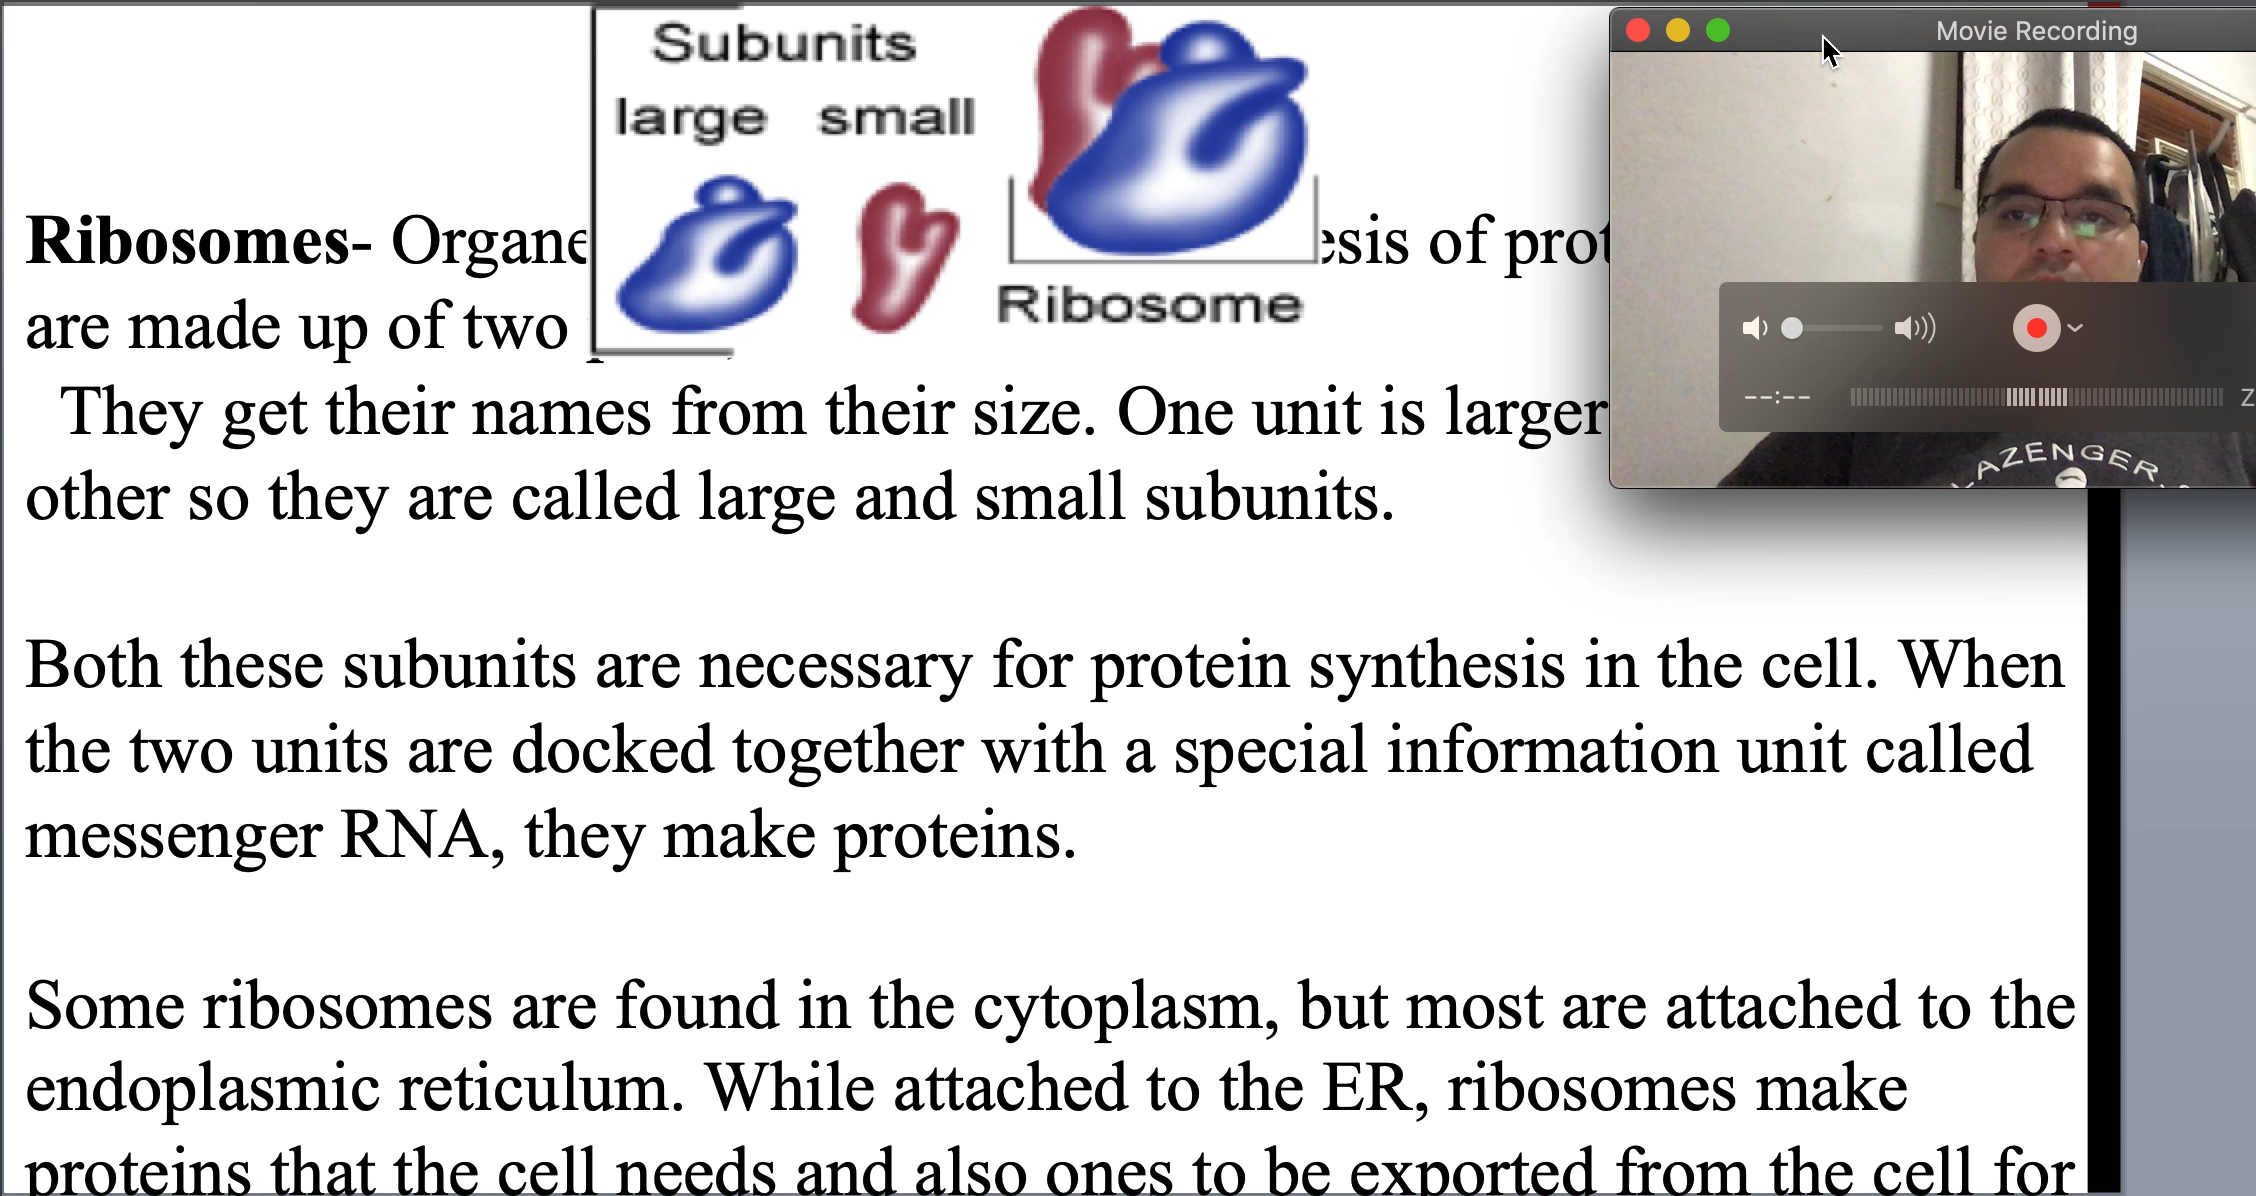 Subunits
large small
Ribosome
Ribosomes- Organe esis of prot
are made up of two
They get their names from their size. One unit is larger
other so they are called large and small subunits.
Both these subunits are necessary for protein synthesis in the cell. When
the two units are docked together with a special information unit called
messenger RNA, they make proteins.
Some ribosomes are found in the cytoplasm, but most are attached to the
endoplasmic reticulum. While attached to the ER, ribosomes make
proteins that the cell needs and also ones to be exported from the cell for
Movie Recording
--:--
AZENGER